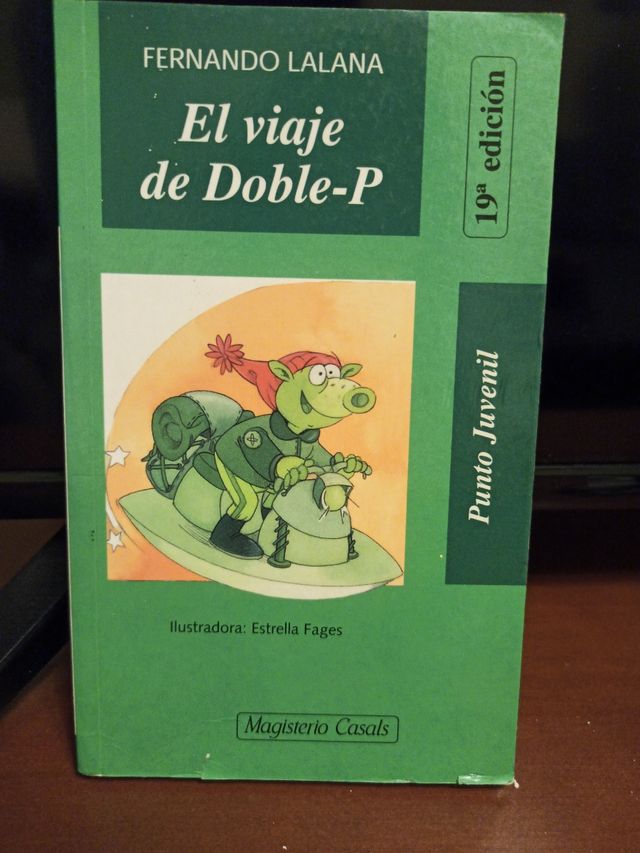 FERNANDO LALANA
El viaje
de Doble-P
19ª edición
Punto Juvenil
Ilustradora: Estrella Fages
Magisterio Casals